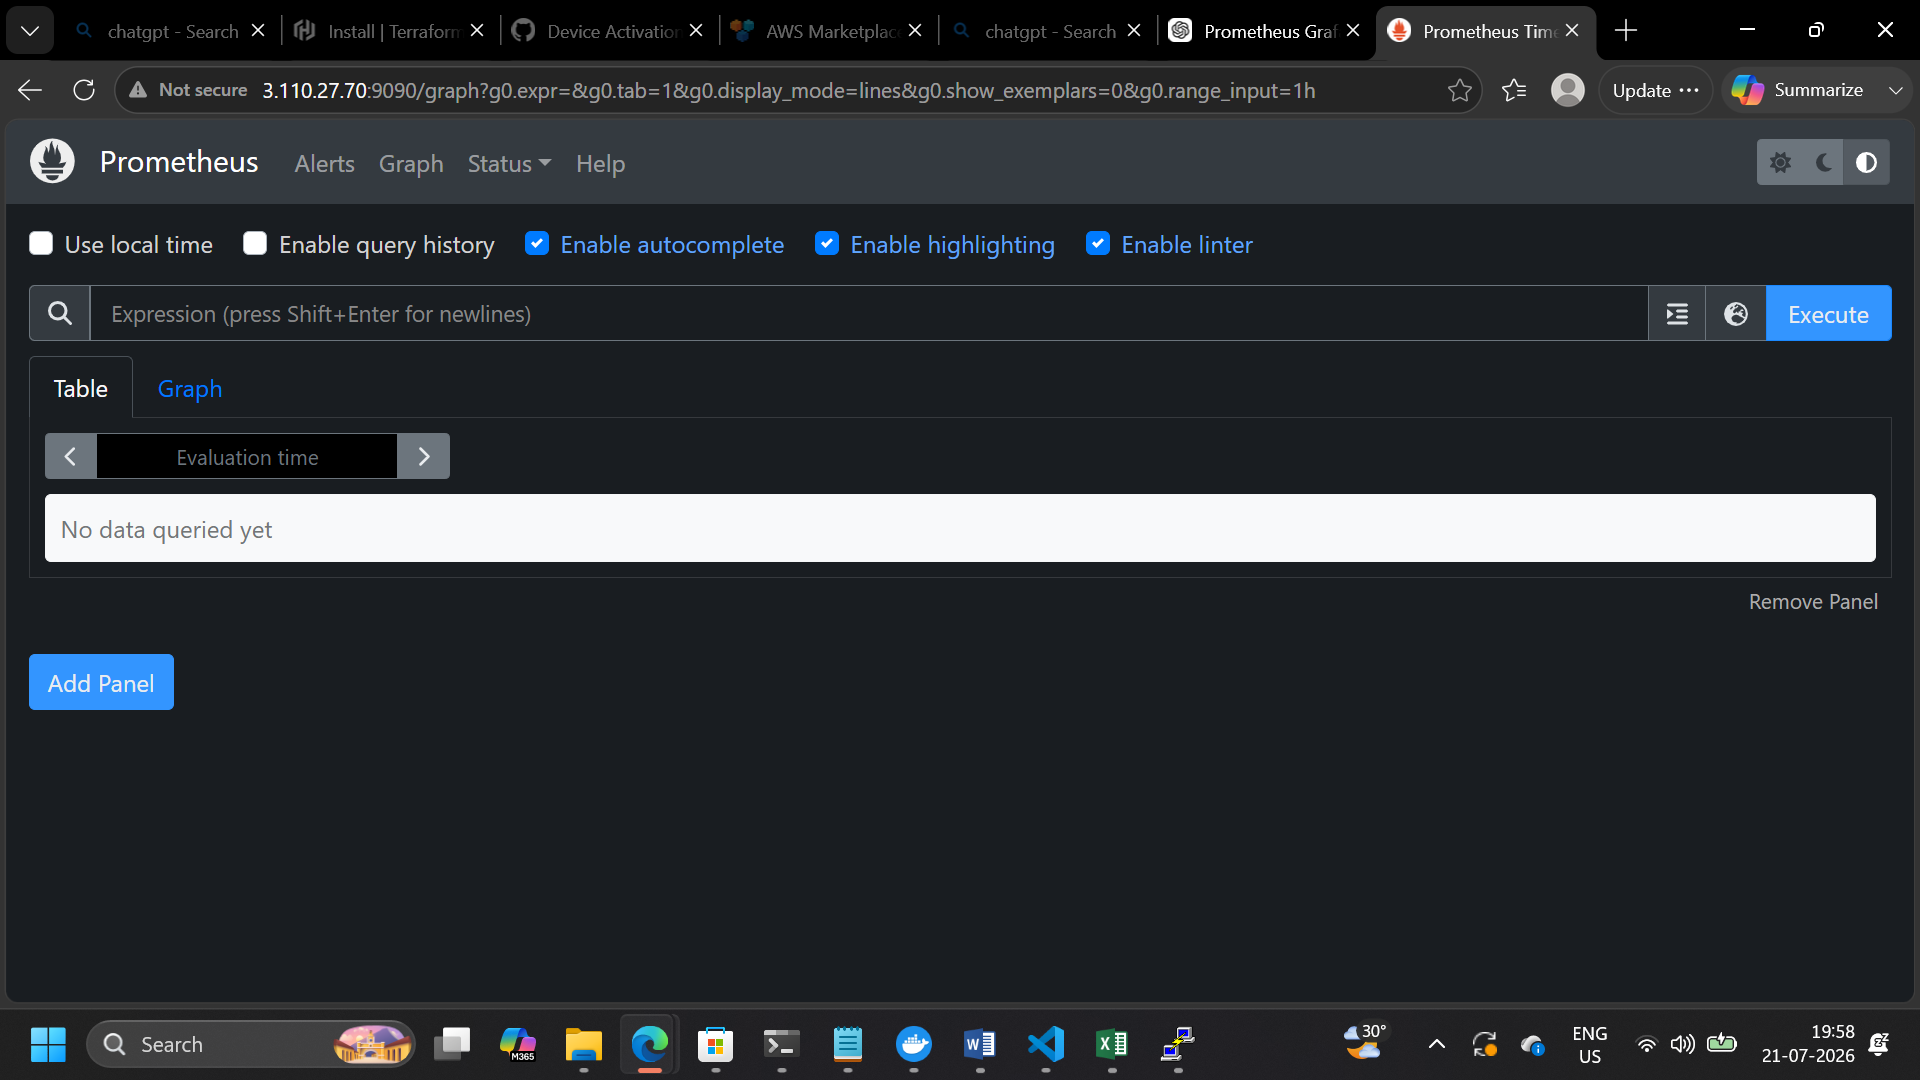 chatgpt - Search
Install | Terraform
Device Activation
AWS Marketplace
chatgpt - Search
Prometheus Graf
Prometheus Time
Not secure 3.110.27.70:9090/graph?g0.expr=&g0.tab=1&g0.display_mode=lines&g0.show_exemplars=0&g0.range_input=1h
Update
Summarize
Prometheus Alerts Graph Status Help
Use local time Enable query history Enable autocomplete Enable highlighting Enable linter
Expression (press Shift+Enter for newlines)
Execute
Table Graph
Evaluation time
No data queried yet
Remove Panel
Add Panel
Search
M365
30°
ENG
US
19:58
21-07-2026